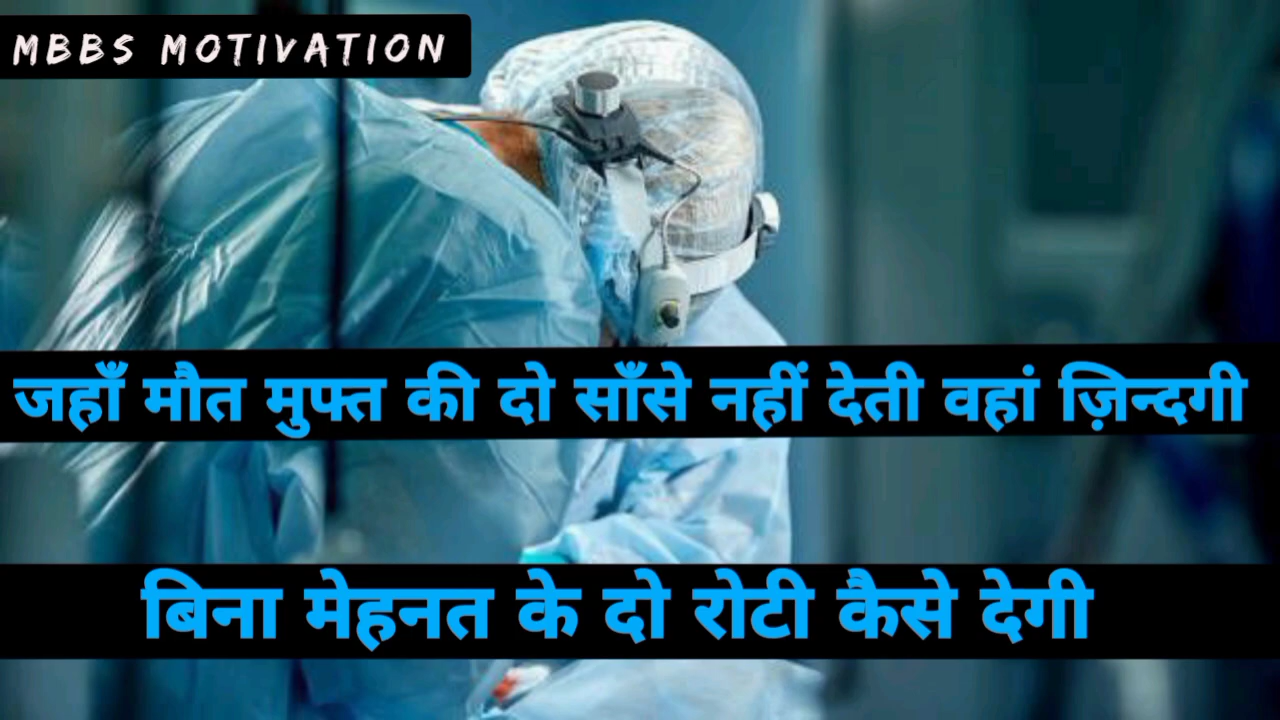 MBBS MOTIVATION
जहाँ मौत मुफ्त की दो साँसे नहीं देती वहां ज़िन्दगी
बिना मेहनत के दो रोटी कैसे देगी